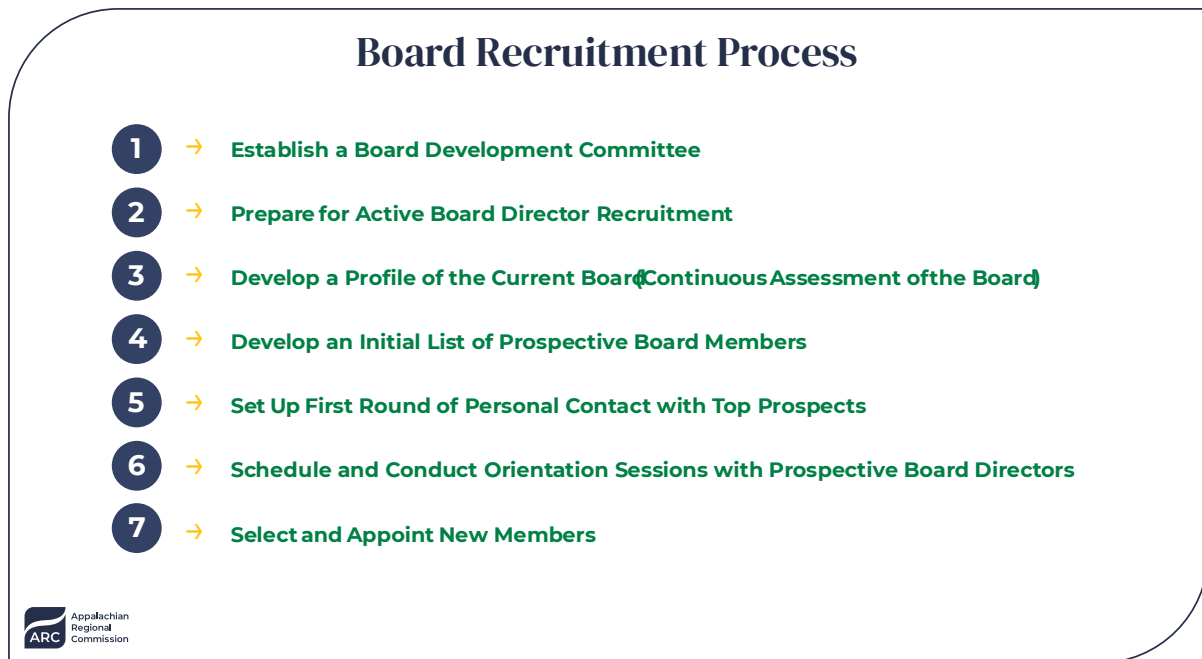 Board Recruitment Process
1 → Establish a Board Development Committee
2 → Prepare for Active Board Director Recruitment
3 → Develop a Profile of the Current Board(Continuous Assessment ofthe Board)
4 → Develop an Initial List of Prospective Board Members
5 → Set Up First Round of Personal Contact with Top Prospects
6 → Schedule and Conduct Orientation Sessions with Prospective Board Directors
7 → Select and Appoint New Members
ARC
Appalachian
Regional
Commission